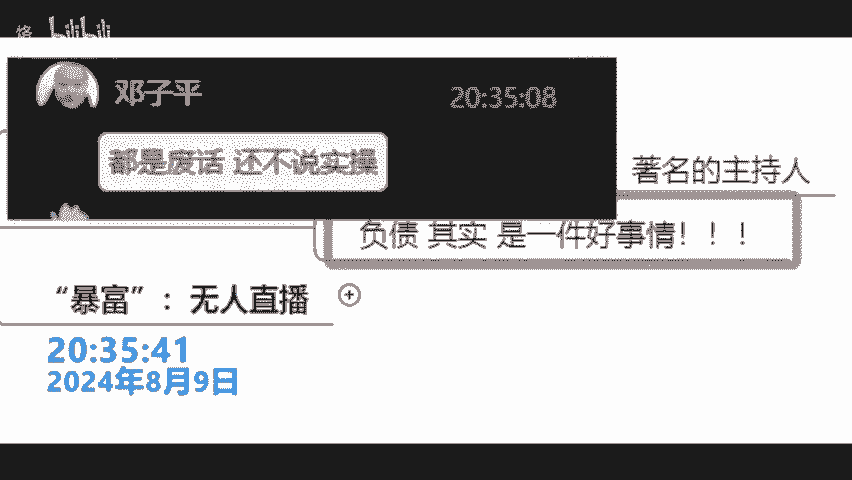 bilibili
邓子平 20:35:08
都是废话 还不说实操
著名的主持人
负债 其实 是一件好事情！！！
“暴富”：无人直播
20:35:41
2024年8月9日